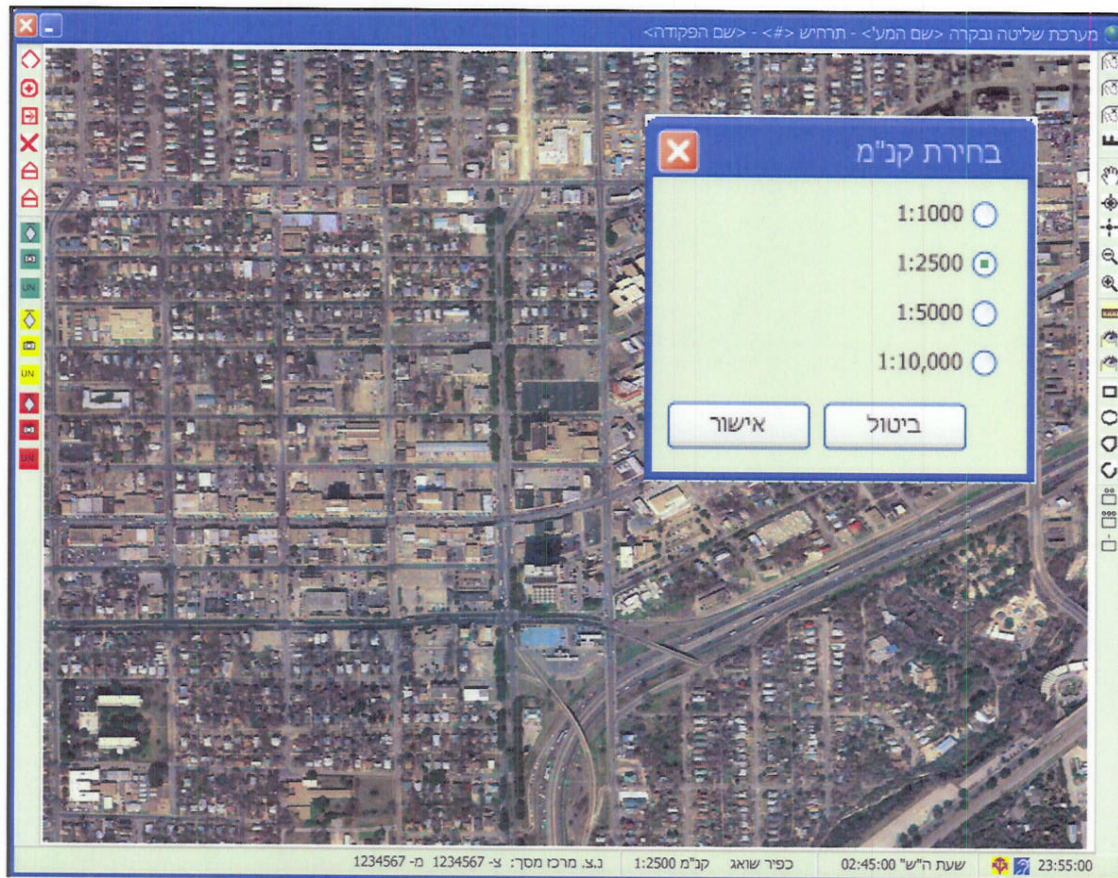 מערכת שליטה ובקרה <שם המע'> - תרחיש <#> - <שם הפקודה>
בחירת קנ"מ
1:1000
1:2500
1:5000
1:10,000
ביטול
אישור
F
UN
UN
UN
23:55:00
שעת ה"ש" 02:45:00
כפיר שואג
קנ"מ 1:2500
נ.צ. מרכז מסך: צ- 1234567 מ- 1234567